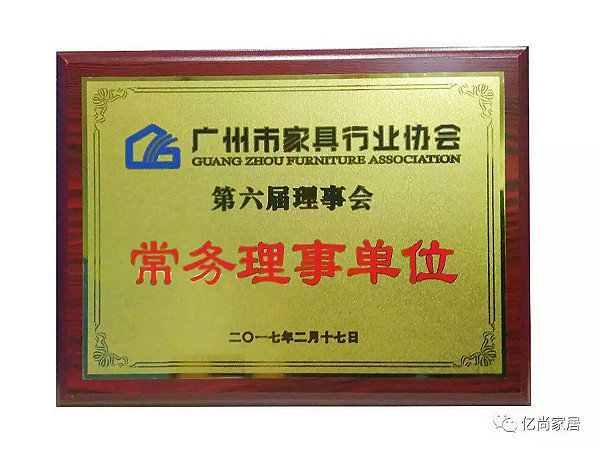 广州市家具行业协会
GUANG ZHOU FURNITURE ASSOCIATION
第六届理事会
常务理事单位
二〇一七年二月十七日
亿尚家居